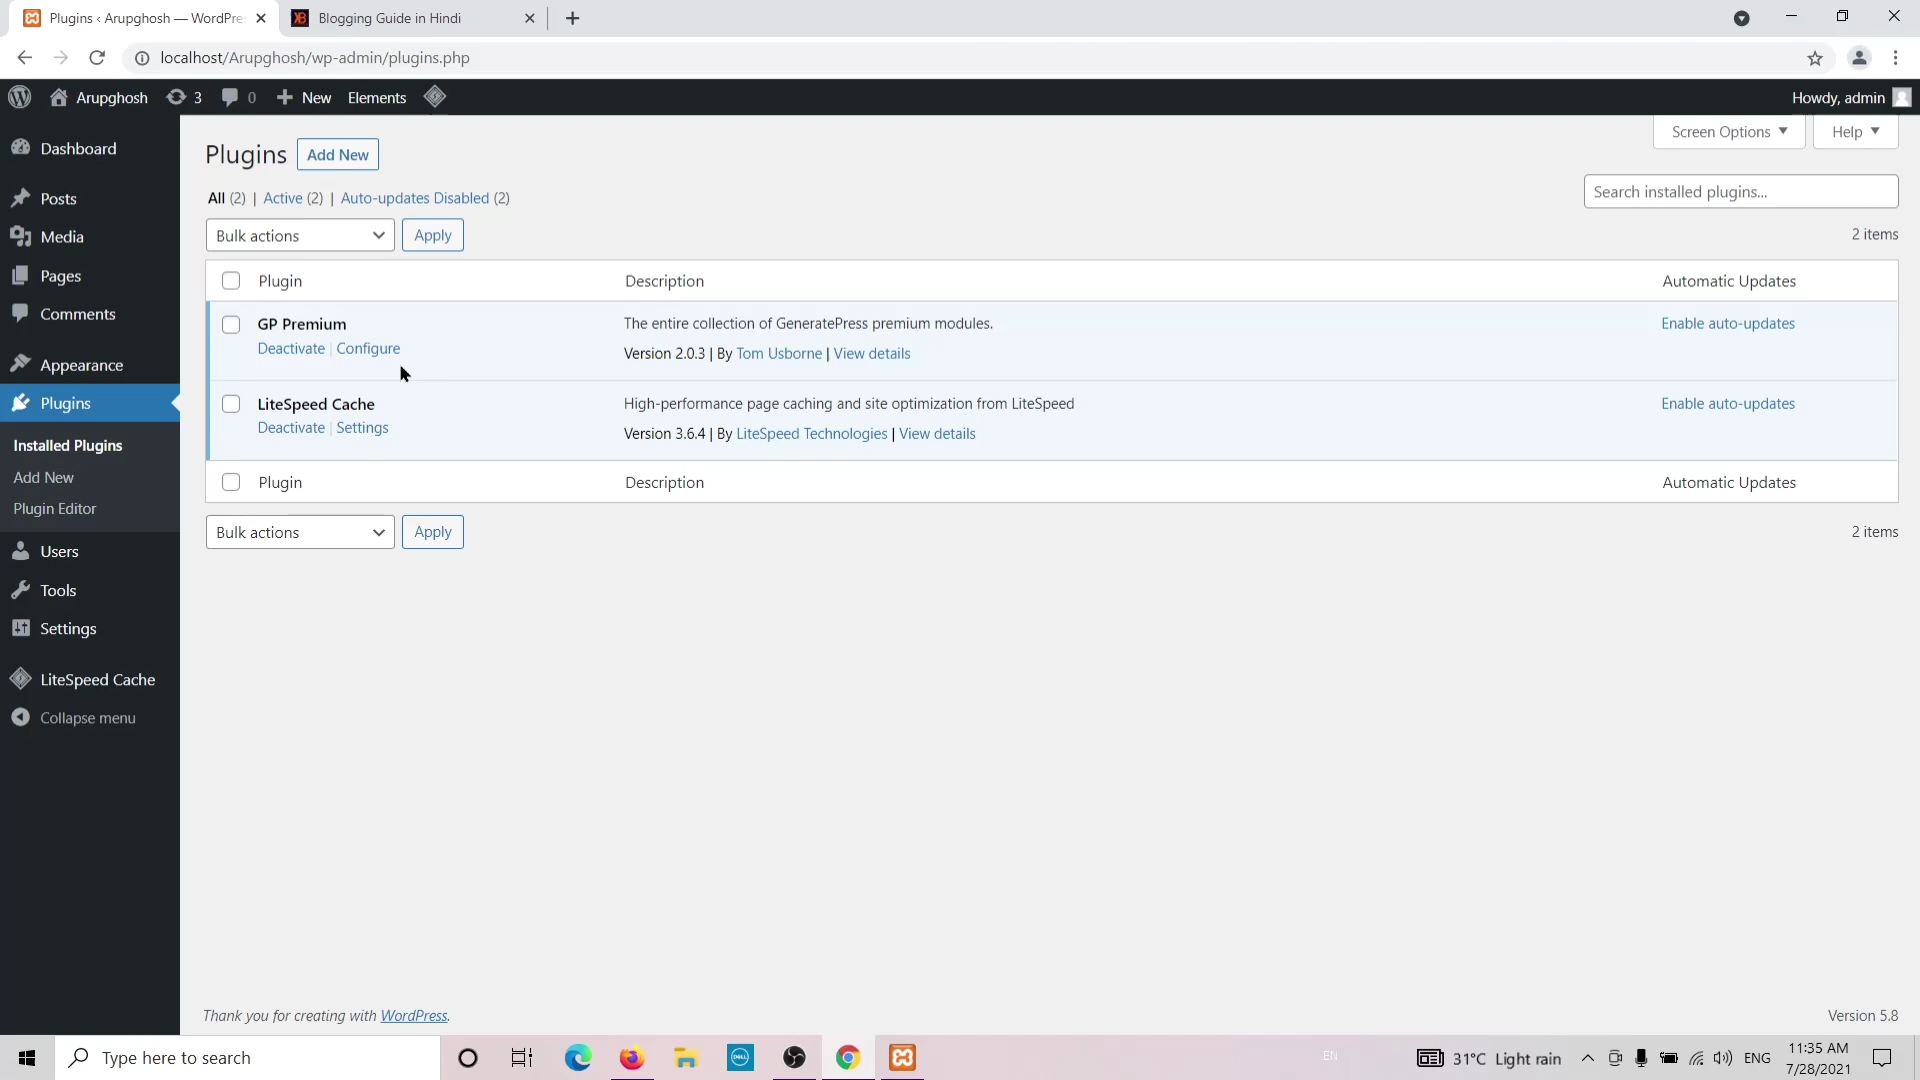 Plugins ‹ Arupghosh — WordPre
Blogging Guide in Hindi
localhost/Arupghosh/wp-admin/plugins.php
Arupghosh 3 0 New Elements Howdy, admin
Screen Options Help
Dashboard
Posts
Media
Pages
Comments
Appearance
Plugins
Installed Plugins
Add New
Plugin Editor
Users
Tools
Settings
LiteSpeed Cache
Collapse menu
Plugins Add New
All (2) | Active (2) | Auto-updates Disabled (2)
Search installed plugins...
Bulk actions Apply
2 items
Plugin Description Automatic Updates
GP Premium The entire collection of GeneratePress premium modules. Enable auto-updates
Deactivate | Configure Version 2.0.3 | By Tom Usborne | View details
LiteSpeed Cache High-performance page caching and site optimization from LiteSpeed Enable auto-updates
Deactivate | Settings Version 3.6.4 | By LiteSpeed Technologies | View details
Plugin Description Automatic Updates
Bulk actions Apply 2 items
Thank you for creating with WordPress. Version 5.8
Type here to search
DELL
EN
31°C Light rain
ENG
11:35 AM
7/28/2021